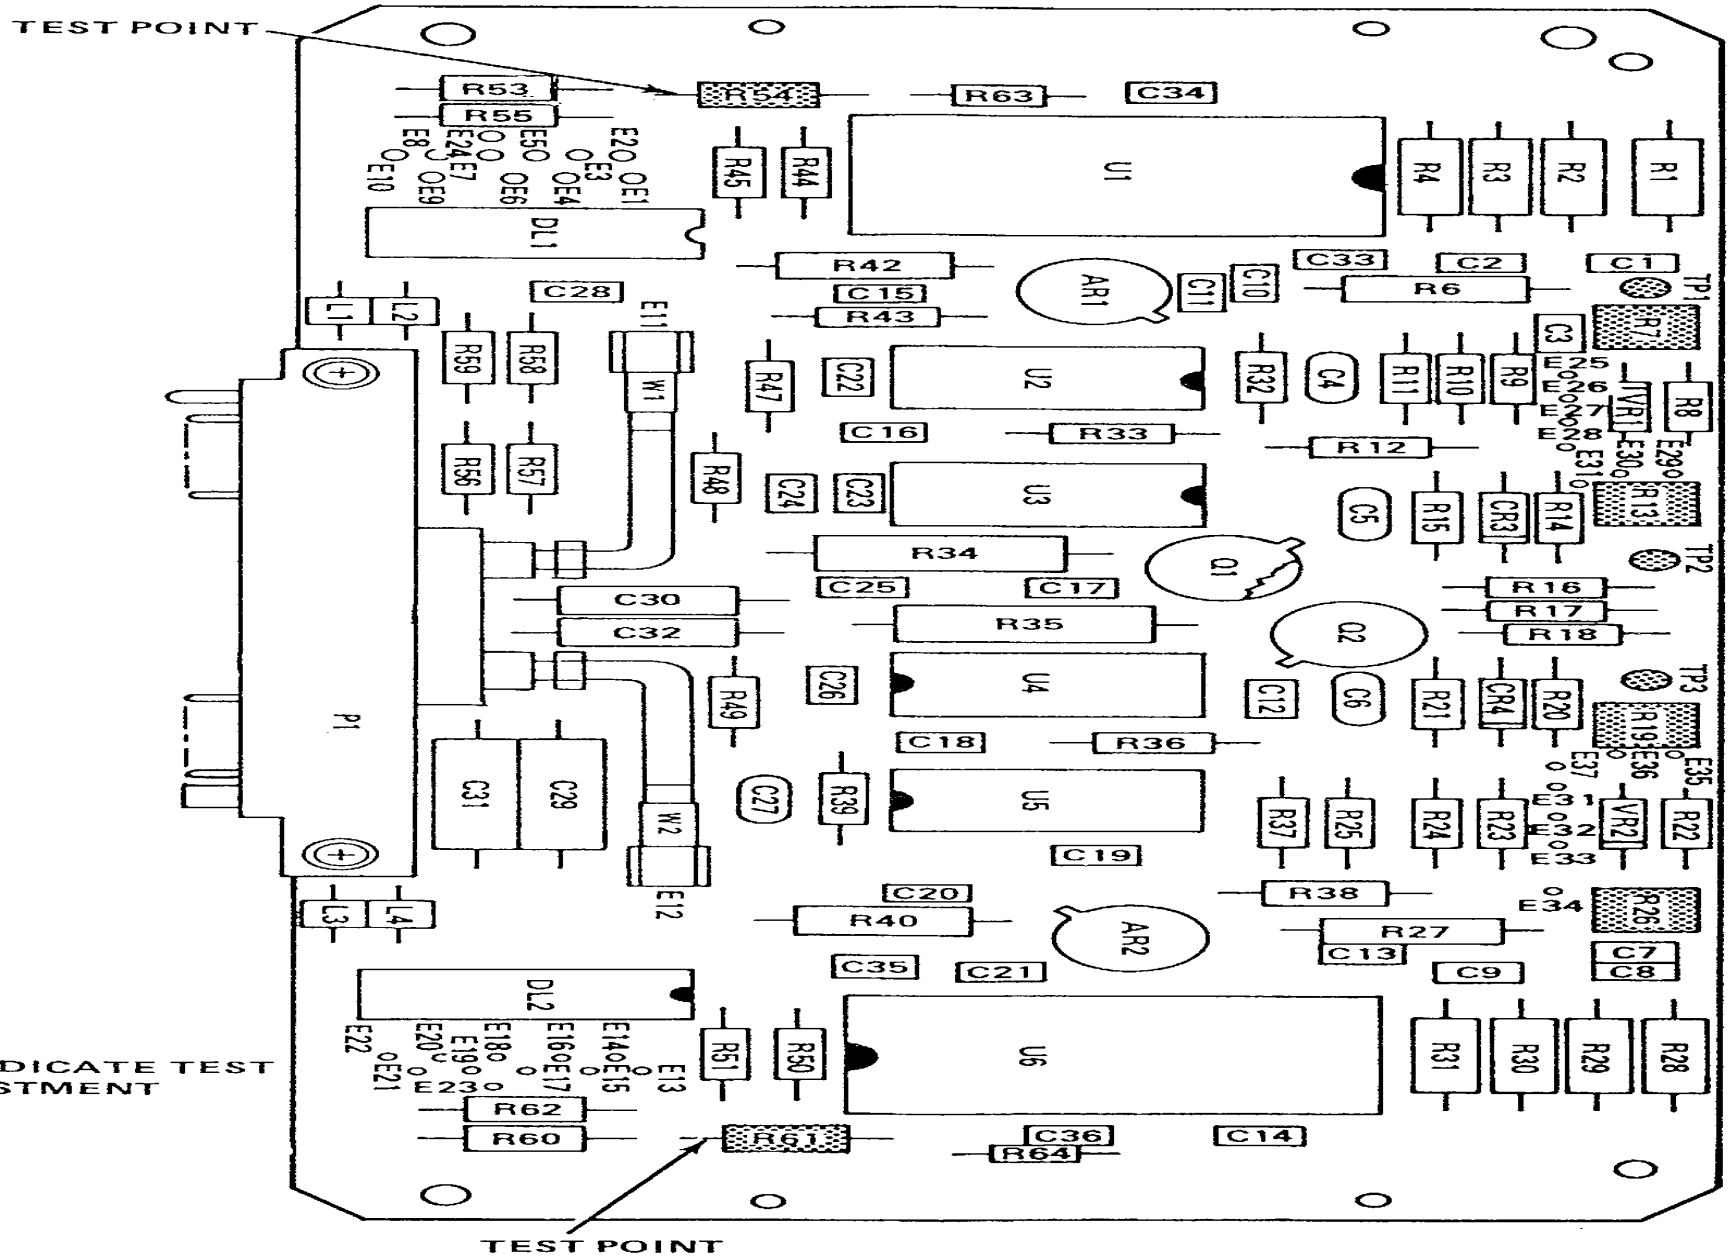 TEST POINT
R53
R54
R63
C34
R55
E8
E24
E5
E2
E10
E7
E3
E9
E6
E4
E1
R45
R44
U1
R4
R3
R2
R1
DL1
R42
C33
C2
C1
C28
C15
AR1
C11
C10
R6
TP1
L1
L2
E11
R43
R59
R58
W1
R47
C22
U2
R32
C4
R11
R10
R9
C3
R7
E25
E26
E27
E28
VR1
R8
C16
R33
R12
E31
E30
E29
R56
R57
R48
C24
C23
U3
C5
R15
CR3
R14
R13
R34
Q1
TP2
C30
C25
C17
R16
C32
R35
Q2
R17
R18
P1
R49
C26
U4
C12
C6
R21
CR4
R20
TP3
R19
C18
R36
E37
E36
E35
C31
C29
W2
C27
R39
U5
R37
R25
R24
R23
E31
E32
E33
VR2
R22
E12
C19
L3
L4
C20
R38
E34
R26
R40
AR2
R27
C7
C35
C21
C13
C9
C8
DL2
E22
E20
E19
E18
E16
E14
R51
R50
U6
R31
R30
R29
R28
DICATE TEST
STMENT
E21
E23
E17
E15
E13
R62
R60
R61
C36
C14
R64
TEST POINT